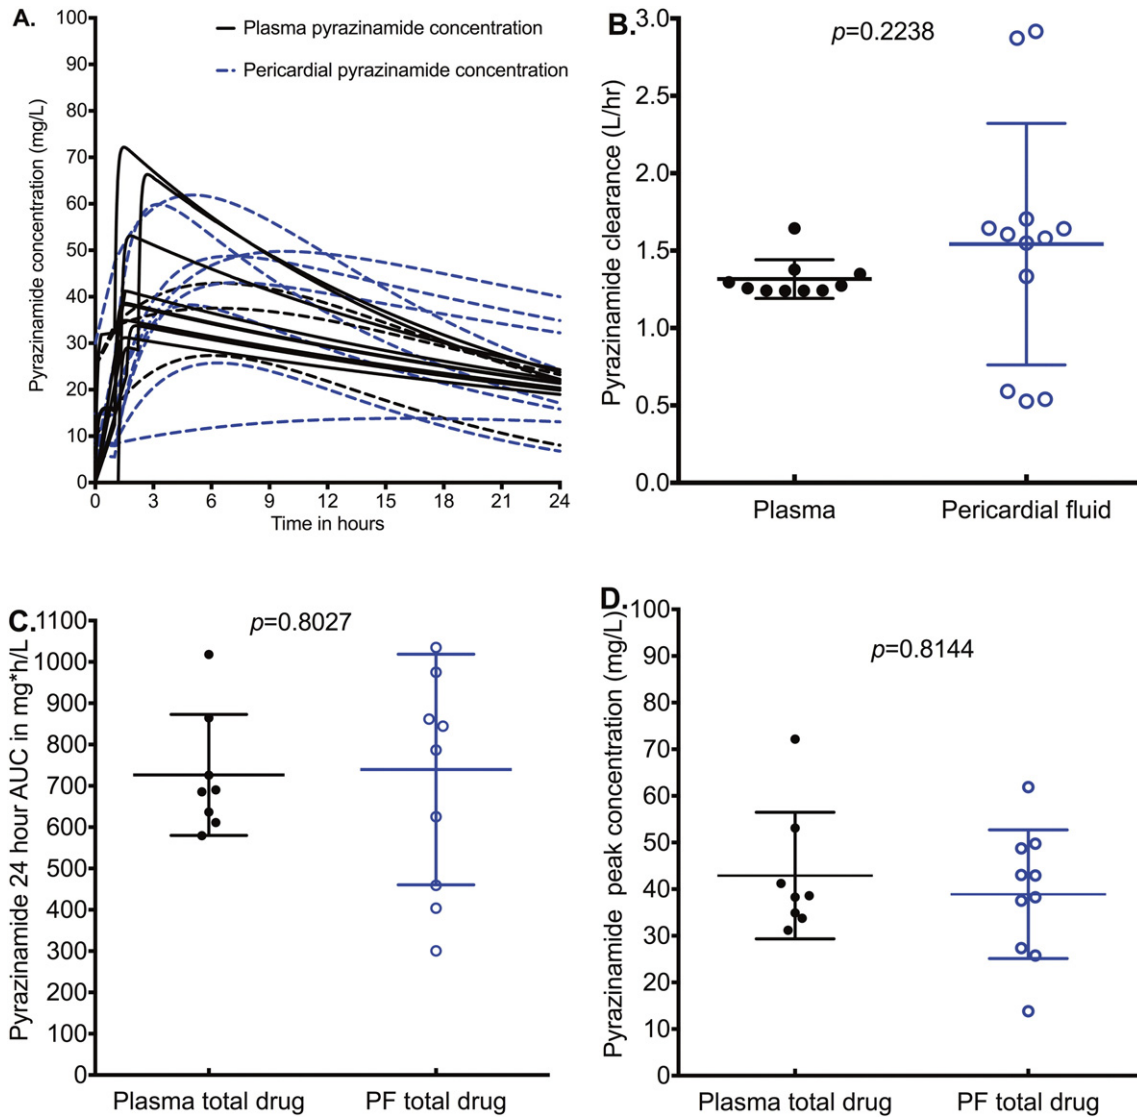 A.
Plasma pyrazinamide concentration
Pericardial pyrazinamide concentration
Pyrazinamide concentration (mg/L)
100
90
80
70
60
50
40
30
20
10
0
0 3 6 9 12 15 18 21 24
Time in hours
B.
p=0.2238
Pyrazinamide clearance (L/hr)
3.0
2.5
2.0
1.5
1.0
0.5
0.0
Plasma Pericardial fluid
C.
p=0.8027
Pyrazinamide 24 hour AUC in mg*h/L
1100
1000
900
800
700
600
500
400
300
200
100
0
Plasma total drug PF total drug
D.
p=0.8144
Pyrazinamide peak concentration (mg/L)
100
90
80
70
60
50
40
30
20
10
0
Plasma total drug PF total drug